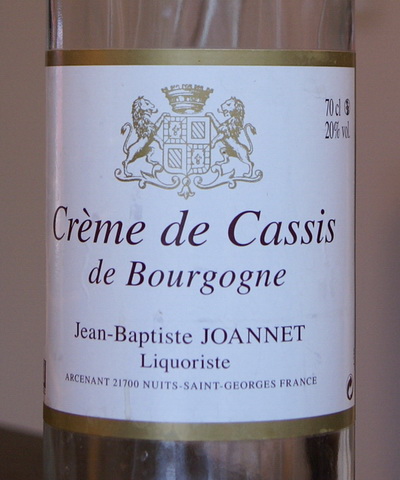 70 cl
20% vol.
Crème de Cassis
de Bourgogne
Jean-Baptiste JOANNET
Liquoriste
ARCENANT 21700 NUITS-SAINT-GEORGES FRANCE